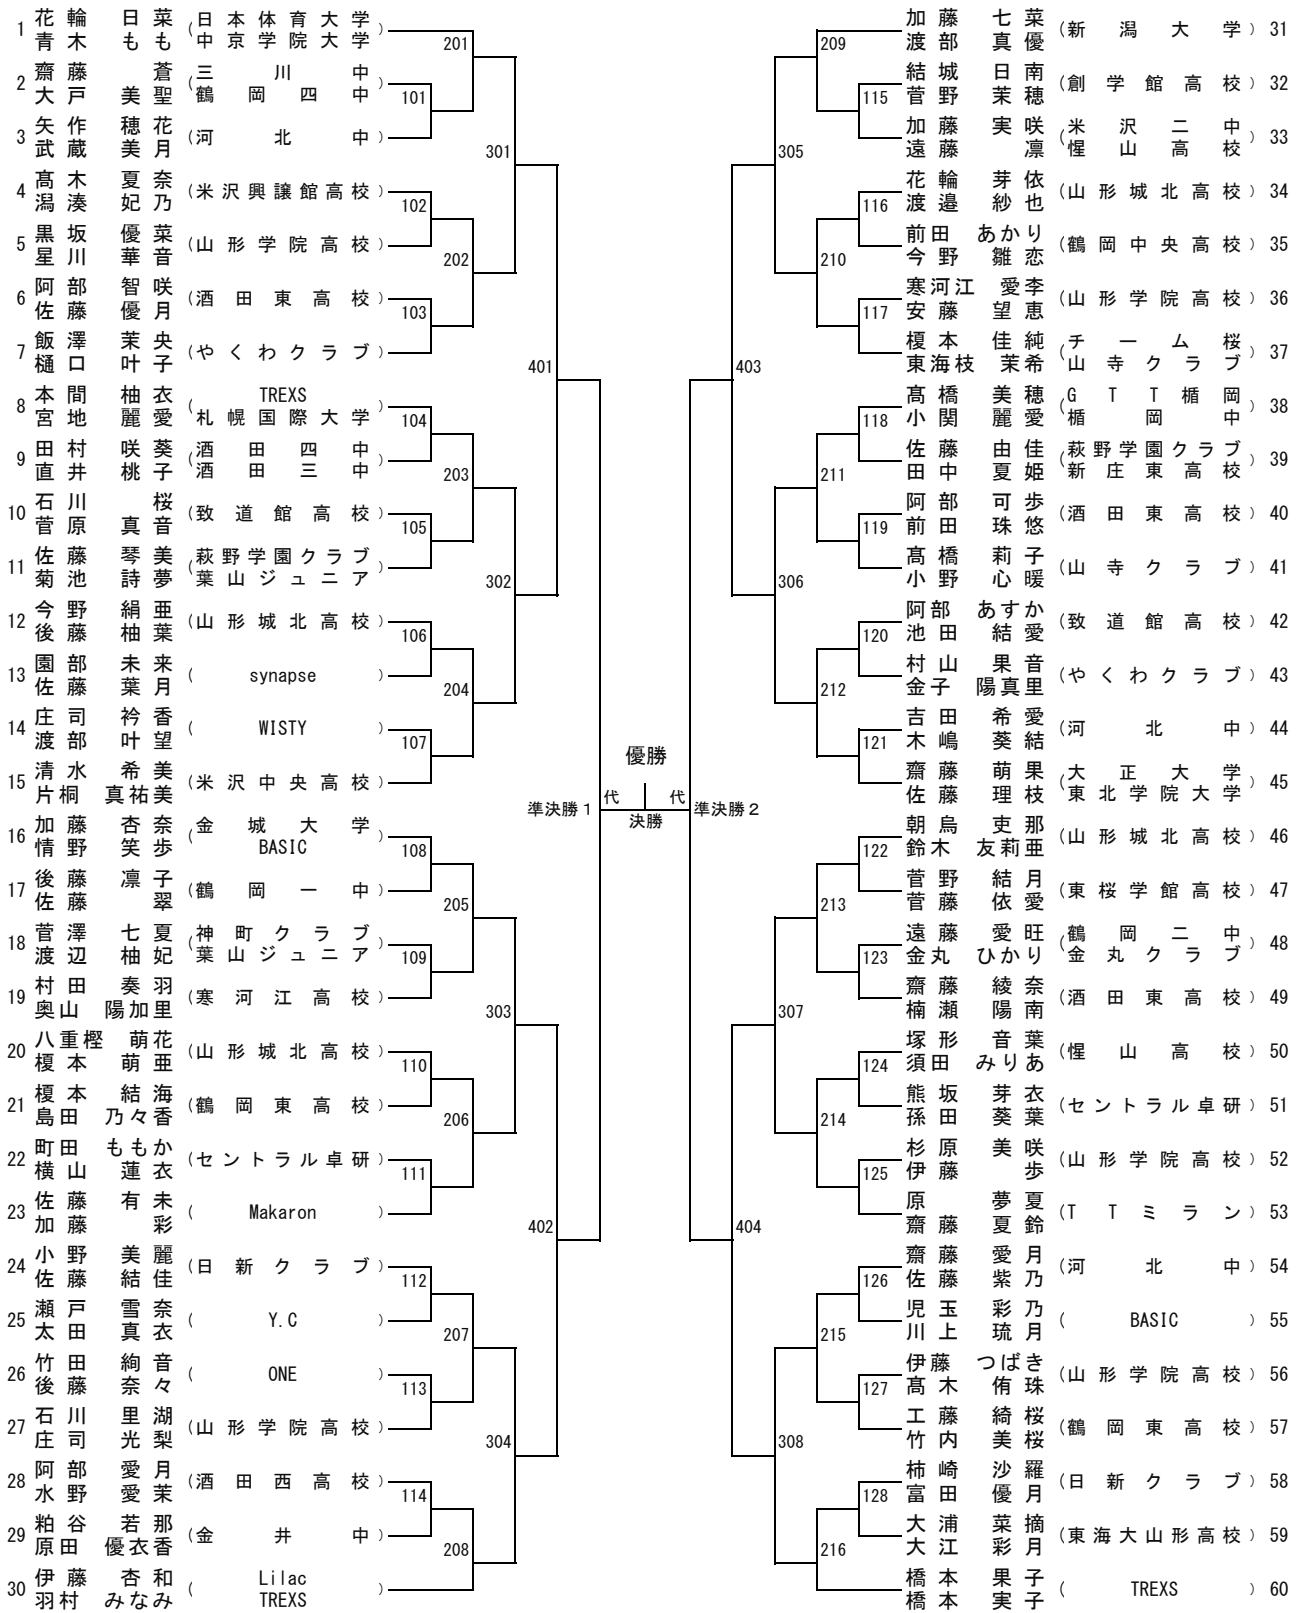 1 花輪 日菜 (日本体育大学)
青木 もも 中京学院大学
2 齋藤 蒼 (三川中)
大戸 美聖 鶴岡四中
3 矢作 穂花 (河北中)
武蔵 美月
4 髙木 夏奈 (米沢興譲館高校)
潟湊 妃乃
5 黒坂 優菜 (山形学院高校)
星川 華音
6 阿部 智咲 (酒田東高校)
佐藤 優月
7 飯澤 茉央 (やくわクラブ)
樋口 叶子
8 本間 柚衣 (TREXS)
宮地 麗愛 札幌国際大学
9 田村 咲葵 (酒田四中)
直井 桃子 酒田三中
10 石川 桜 (致道館高校)
菅原 真音
11 佐藤 琴美 (萩野学園クラブ)
菊池 詩夢 葉山ジュニア
12 今野 絹亜 (山形城北高校)
後藤 柚葉
13 園部 未来 (synapse)
佐藤 葉月
14 庄司 衿香 (WISTY)
渡部 叶望
15 清水 希美 (米沢中央高校)
片桐 真祐美
16 加藤 杏奈 (金城大学)
情野 笑歩 BASIC
17 後藤 凛子 (鶴岡一中)
佐藤 翠
18 菅澤 七夏 (神町クラブ)
渡辺 柚妃 葉山ジュニア
19 村田 奏羽 (寒河江高校)
奥山 陽加里
20 八重樫 萌花 (山形城北高校)
榎本 萌亜
21 榎本 結海 (鶴岡東高校)
島田 乃々香
22 町田 ももか (セントラル卓研)
横山 蓮衣
23 佐藤 有未 (Makaron)
加藤 彩
24 小野 美麗 (日新クラブ)
佐藤 結佳
25 瀬戸 雪奈 (Y.C)
太田 真衣
26 竹田 絢音 (ONE)
後藤 奈々
27 石川 里湖 (山形学院高校)
庄司 光梨
28 阿部 愛月 (酒田西高校)
水野 愛茉
29 粕谷 若那 (金井中)
原田 優衣香
30 伊藤 杏和 (Lilac)
羽村 みなみ TREXS
201
101
301
102
202
103
401
104
203
105
302
106
204
107
準決勝1
108
205
109
303
110
206
111
402
112
207
113
304
114
208
優勝
代 代
決勝
209
115
305
116
210
117
403
118
211
119
306
120
212
121
準決勝2
122
213
123
307
124
214
125
404
126
215
127
308
128
216
加藤 七菜 (新潟大学) 31
渡部 真優
結城 日南 (創学館高校) 32
菅野 茉穂
加藤 実咲 (米沢二中) 33
遠藤 凛 惺山高校
花輪 芽依 (山形城北高校) 34
渡邉 紗也
前田 あかり (鶴岡中央高校) 35
今野 雛恋
寒河江 愛李 (山形学院高校) 36
安藤 望恵
榎本 佳純 (チーム桜) 37
東海枝 茉希 山寺クラブ
髙橋 美穂 (GTT楯岡) 38
小関 麗愛 楯岡中
佐藤 由佳 (萩野学園クラブ) 39
田中 夏姫 新庄東高校
阿部 可歩 (酒田東高校) 40
前田 珠悠
髙橋 莉子 (山寺クラブ) 41
小野 心暖
阿部 あすか (致道館高校) 42
池田 結愛
村山 果音 (やくわクラブ) 43
金子 陽真里
吉田 希愛 (河北中) 44
木嶋 葵結
齋藤 萌果 (大正大学) 45
佐藤 理枝 東北学院大学
朝烏 吏那 (山形城北高校) 46
鈴木 友莉亜
菅野 結月 (東桜学館高校) 47
菅藤 依愛
遠藤 愛旺 (鶴岡二中) 48
金丸 ひかり 金丸クラブ
齋藤 綾奈 (酒田東高校) 49
楠瀬 陽南
塚形 音葉 (惺山高校) 50
須田 みりあ
熊坂 芽衣 (セントラル卓研) 51
孫田 葵葉
杉原 美咲 (山形学院高校) 52
伊藤 歩
原 夢夏 (TTミラン) 53
齋藤 夏鈴
齋藤 愛月 (河北中) 54
佐藤 紫乃
児玉 彩乃 (BASIC) 55
川上 琉月
伊藤 つばき (山形学院高校) 56
髙木 侑珠
工藤 綺桜 (鶴岡東高校) 57
竹内 美桜
柿崎 沙羅 (日新クラブ) 58
富田 優月
大浦 菜摘 (東海大山形高校) 59
大江 彩月
橋本 果子 (TREXS) 60
橋本 実子